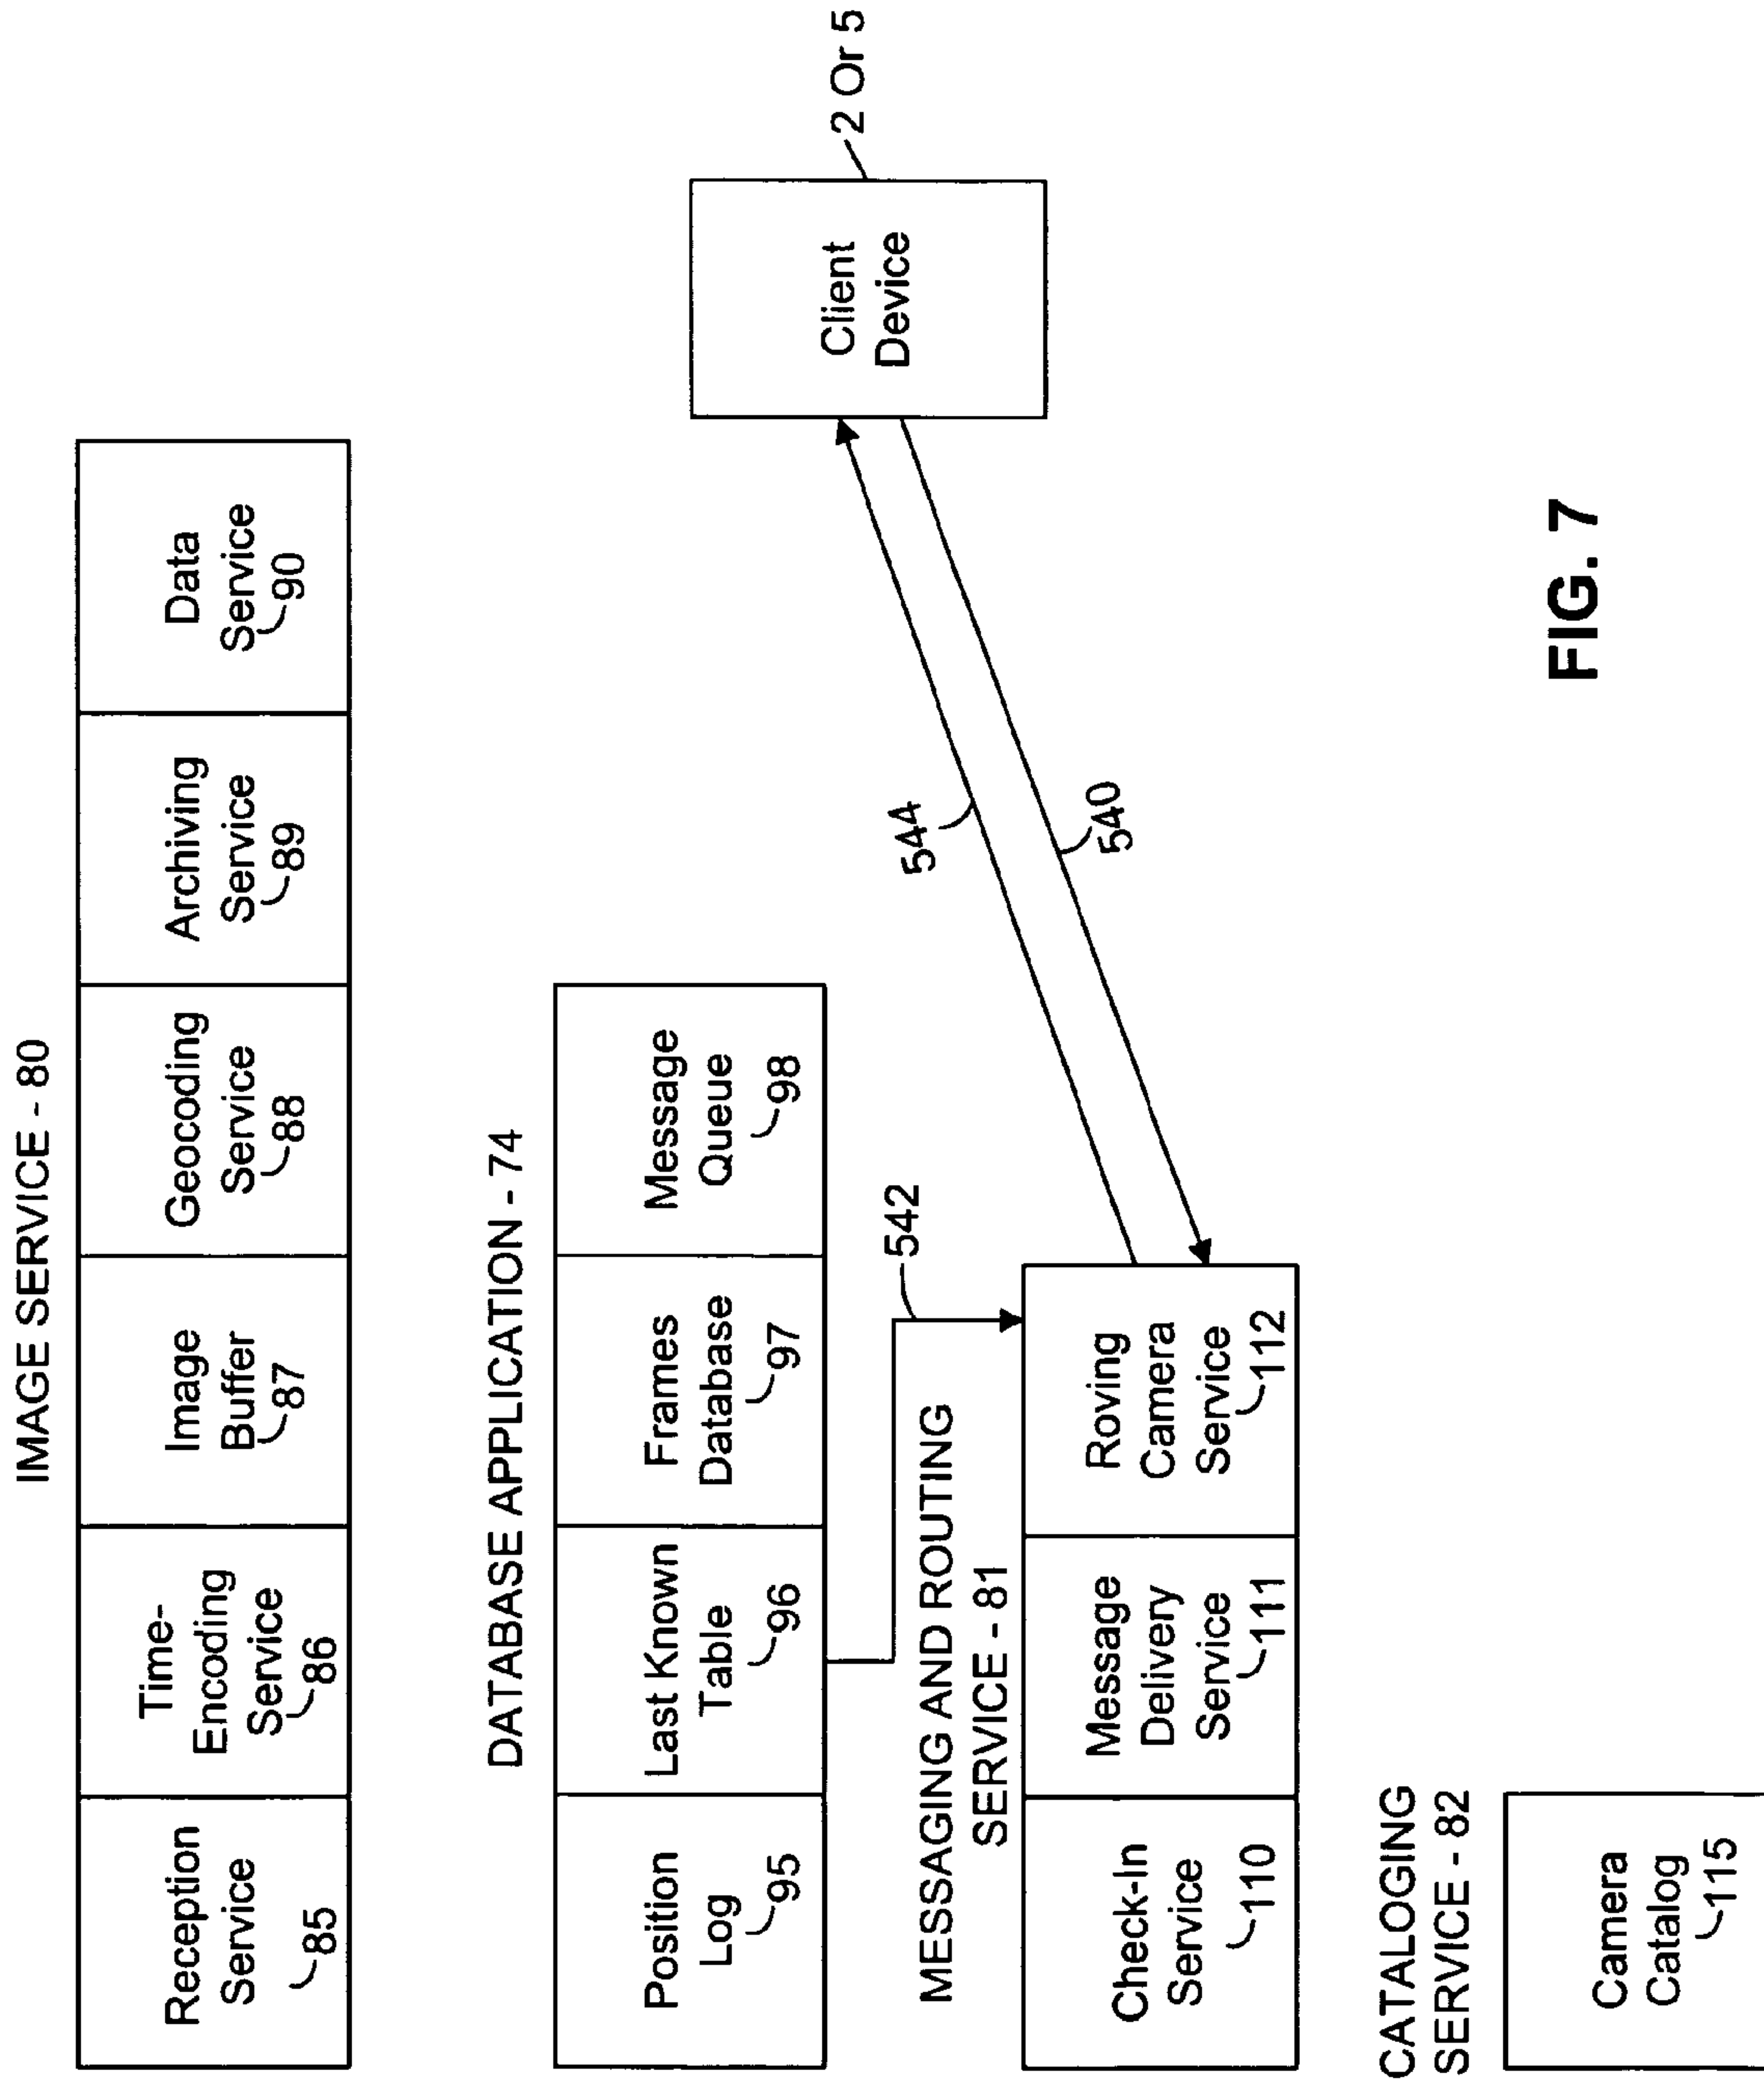 IMAGE SERVICE - 80
Reception
Service
85
Time-
Encoding
Service
86
Image
Buffer
87
Geocoding
Service
88
Archiving
Service
89
Data
Service
90
DATABASE APPLICATION - 74
Position
Log
95
Last Known
Table
96
Frames
Database
97
Message
Queue
98
542
MESSAGING AND ROUTING
SERVICE - 81
Check-In
Service
110
Message
Delivery
Service
111
Roving
Camera
Service
112
544
540
Client
Device
2 Or 5
CATALOGING
SERVICE - 82
Camera
Catalog
115
FIG. 7